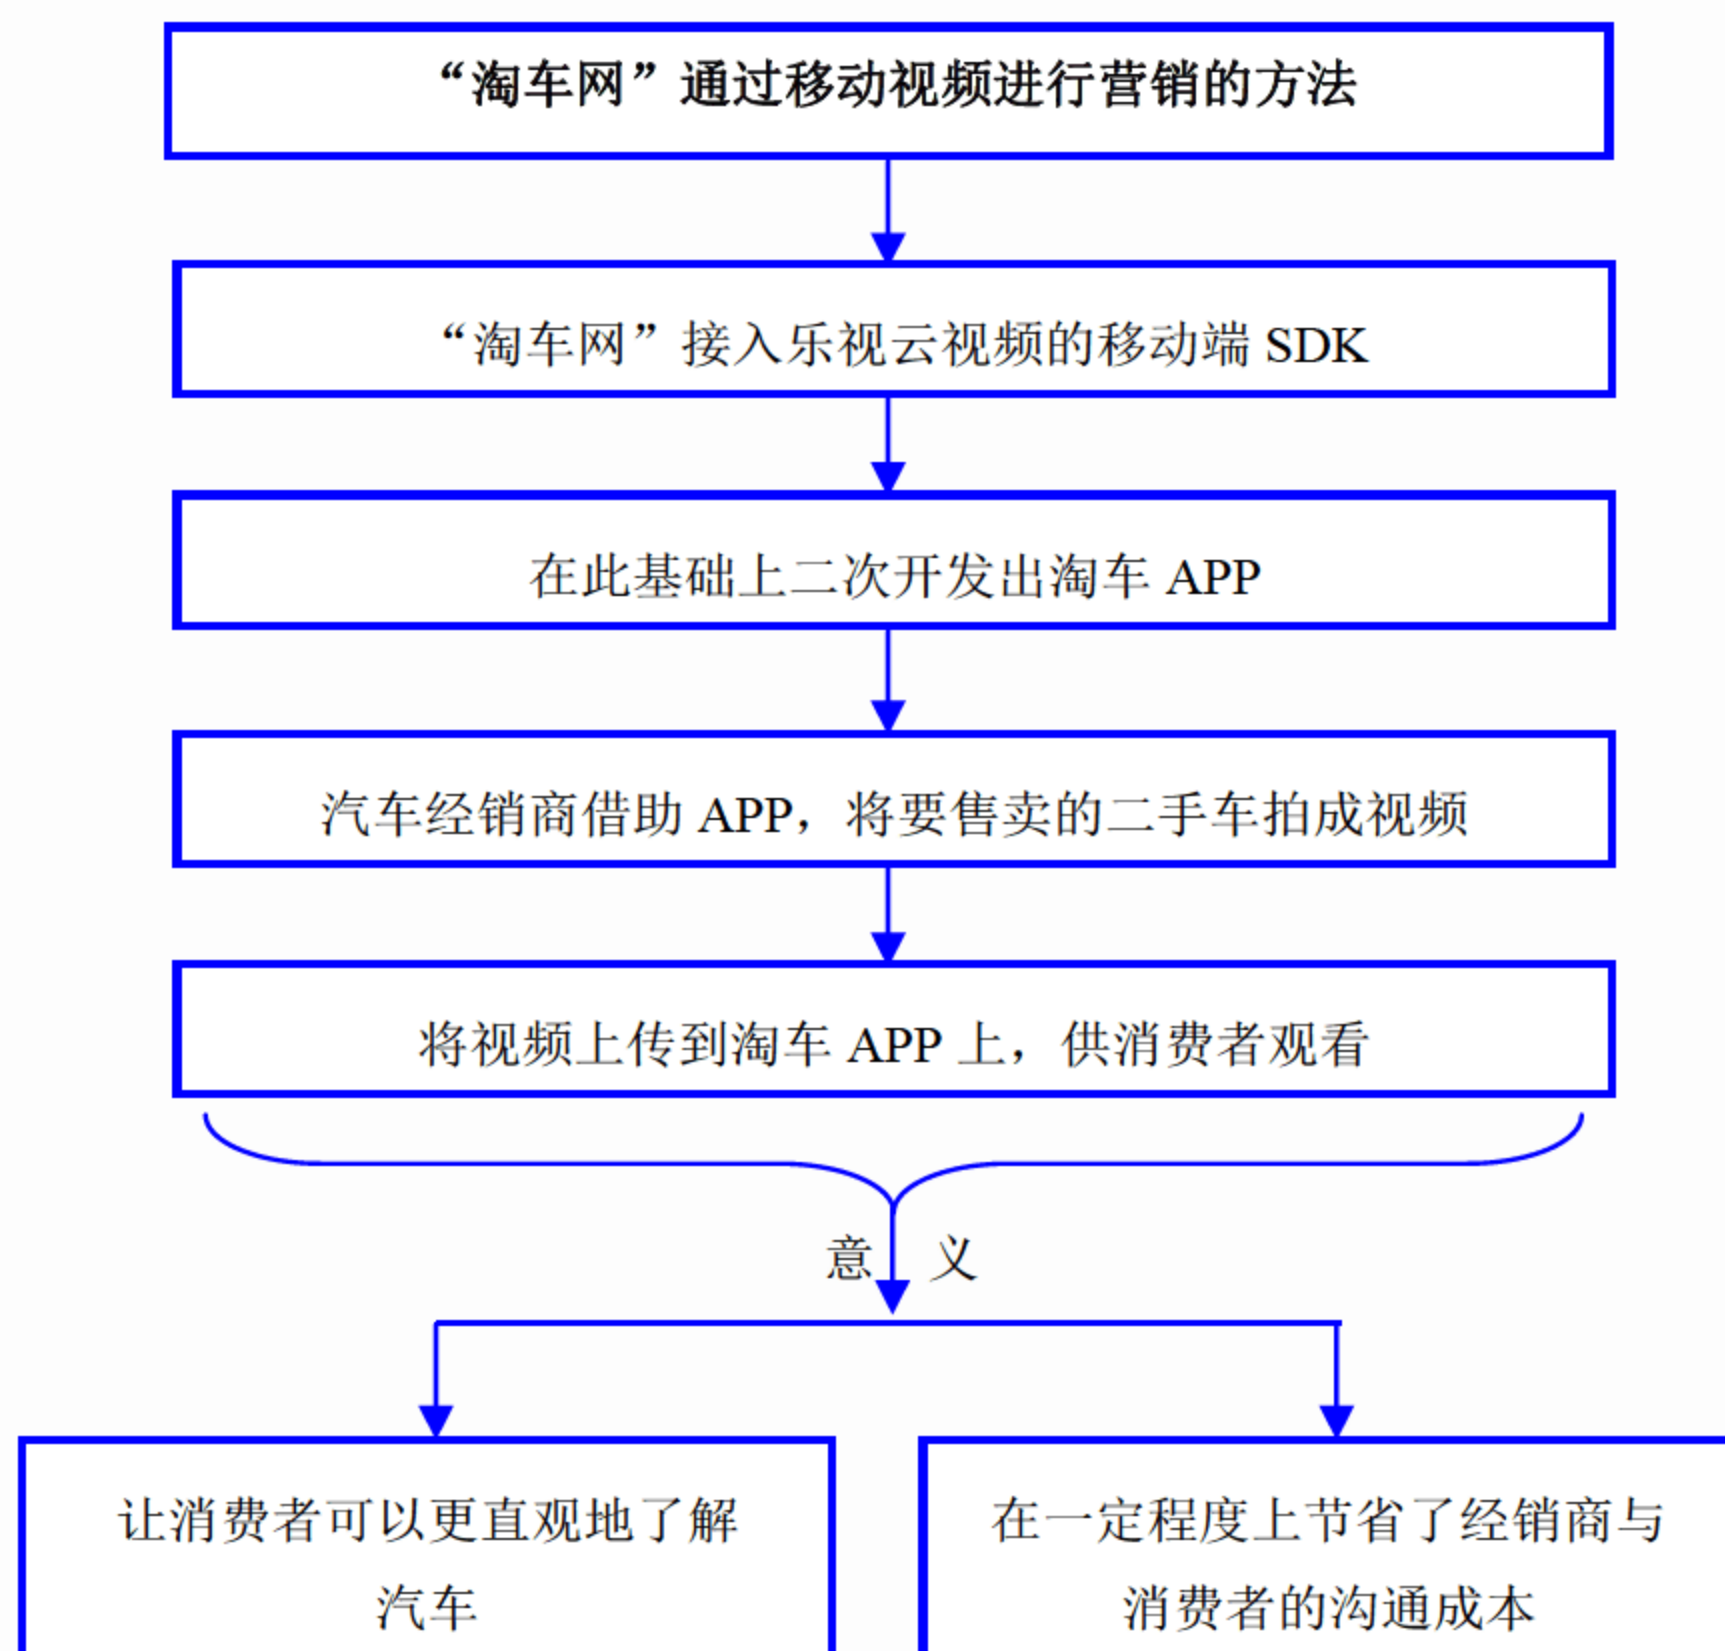 “淘车网”通过移动视频进行营销的方法
“淘车网”接入乐视云视频的移动端 SDK
在此基础上二次开发出淘车 APP
汽车经销商借助 APP，将要售卖的二手车拍成视频
将视频上传到淘车 APP 上，供消费者观看
意 义
让消费者可以更直观地了解
汽车
在一定程度上节省了经销商与
消费者的沟通成本